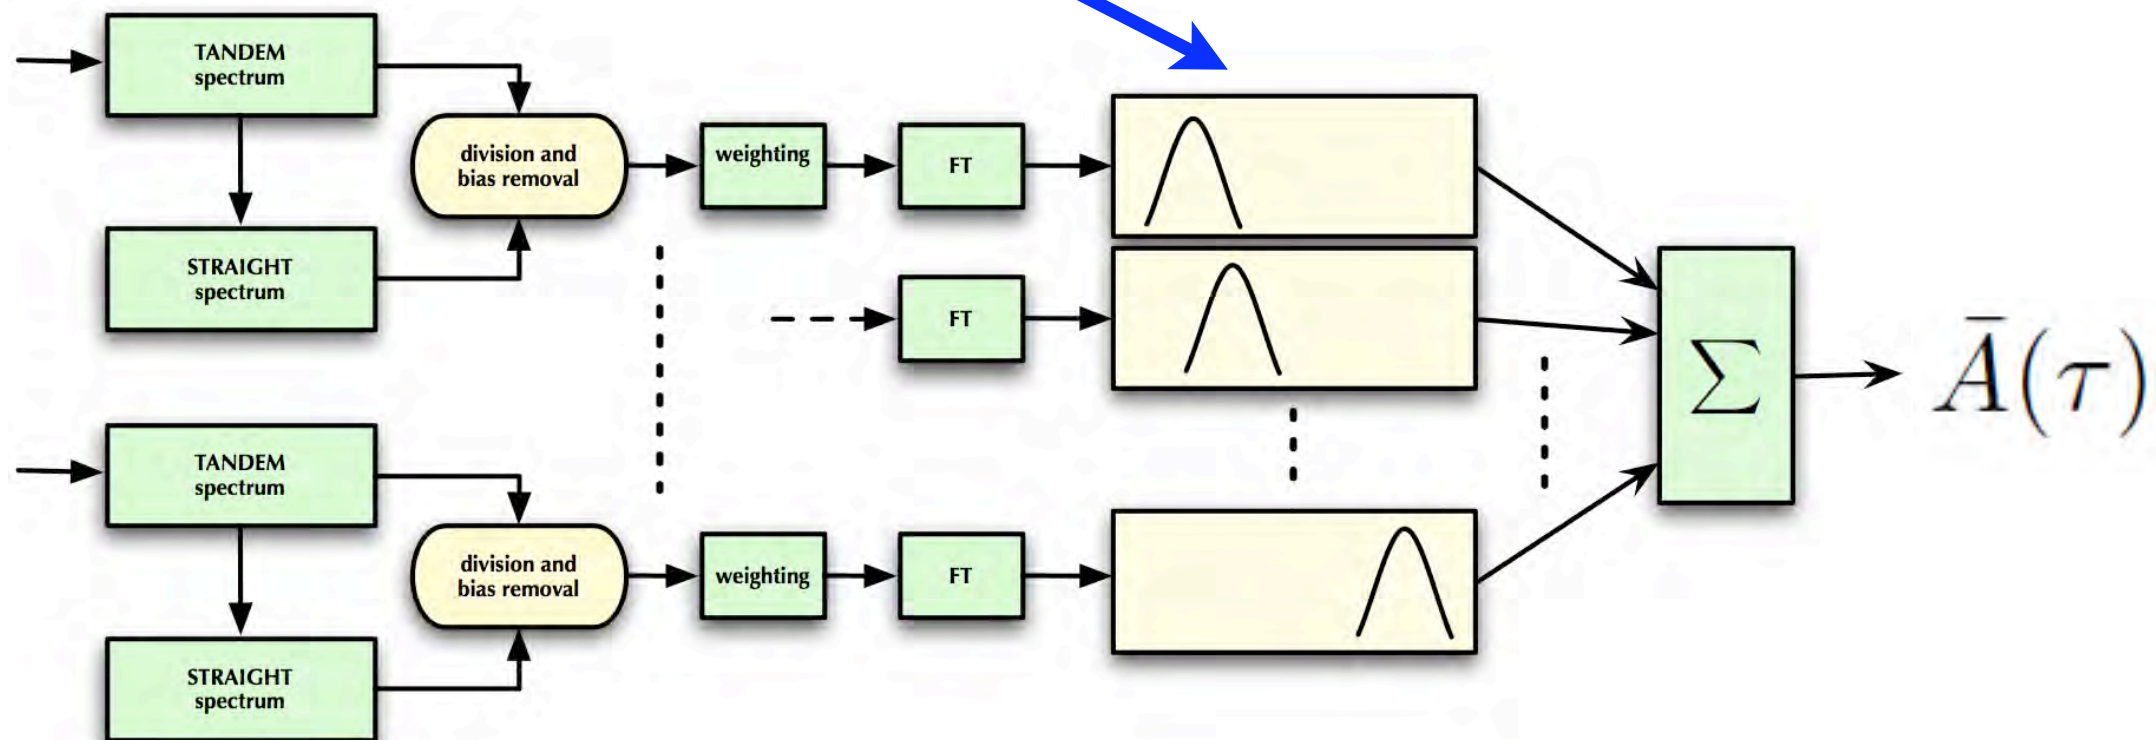 TANDEM
spectrum
STRAIGHT
spectrum
division and
bias removal
weighting
FT
FT
TANDEM
spectrum
STRAIGHT
spectrum
division and
bias removal
weighting
FT
∑
Ā(τ)